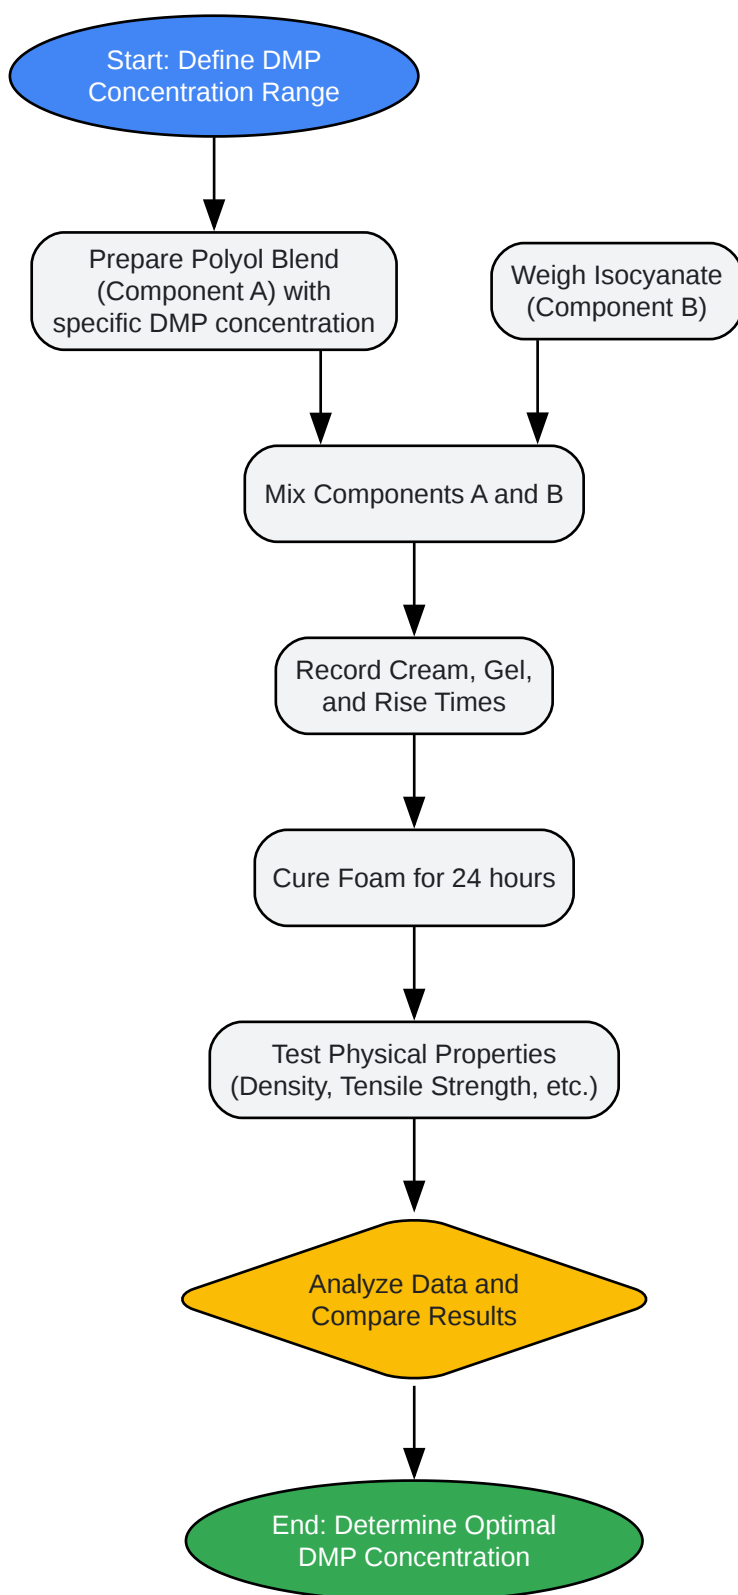 Start: Define DMP
Concentration Range
Prepare Polyol Blend
(Component A) with
specific DMP concentration
Weigh Isocyanate
(Component B)
Mix Components A and B
Record Cream, Gel,
and Rise Times
Cure Foam for 24 hours
Test Physical Properties
(Density, Tensile Strength, etc.)
Analyze Data and
Compare Results
End: Determine Optimal
DMP Concentration